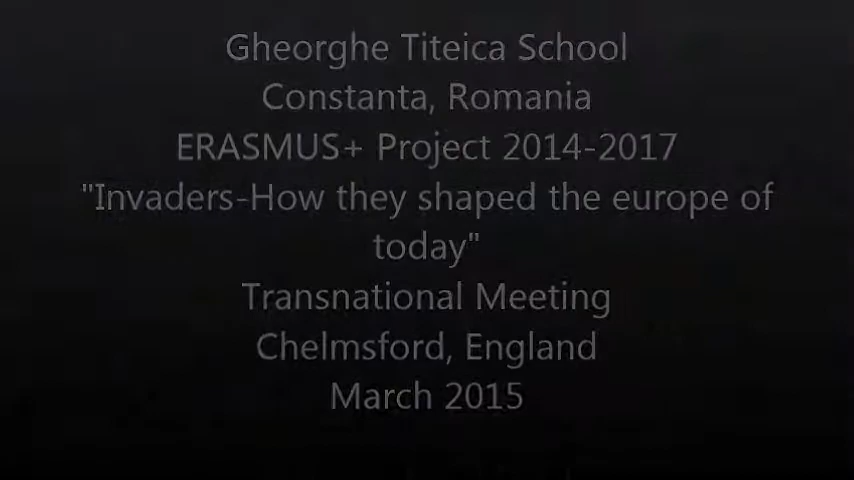 Gheorghe Titeica School
Constanta, Romania
ERASMUS+ Project 2014-2017
"Invaders-How they shaped the europe of
today"
Transnational Meeting
Chelmsford, England
March 2015